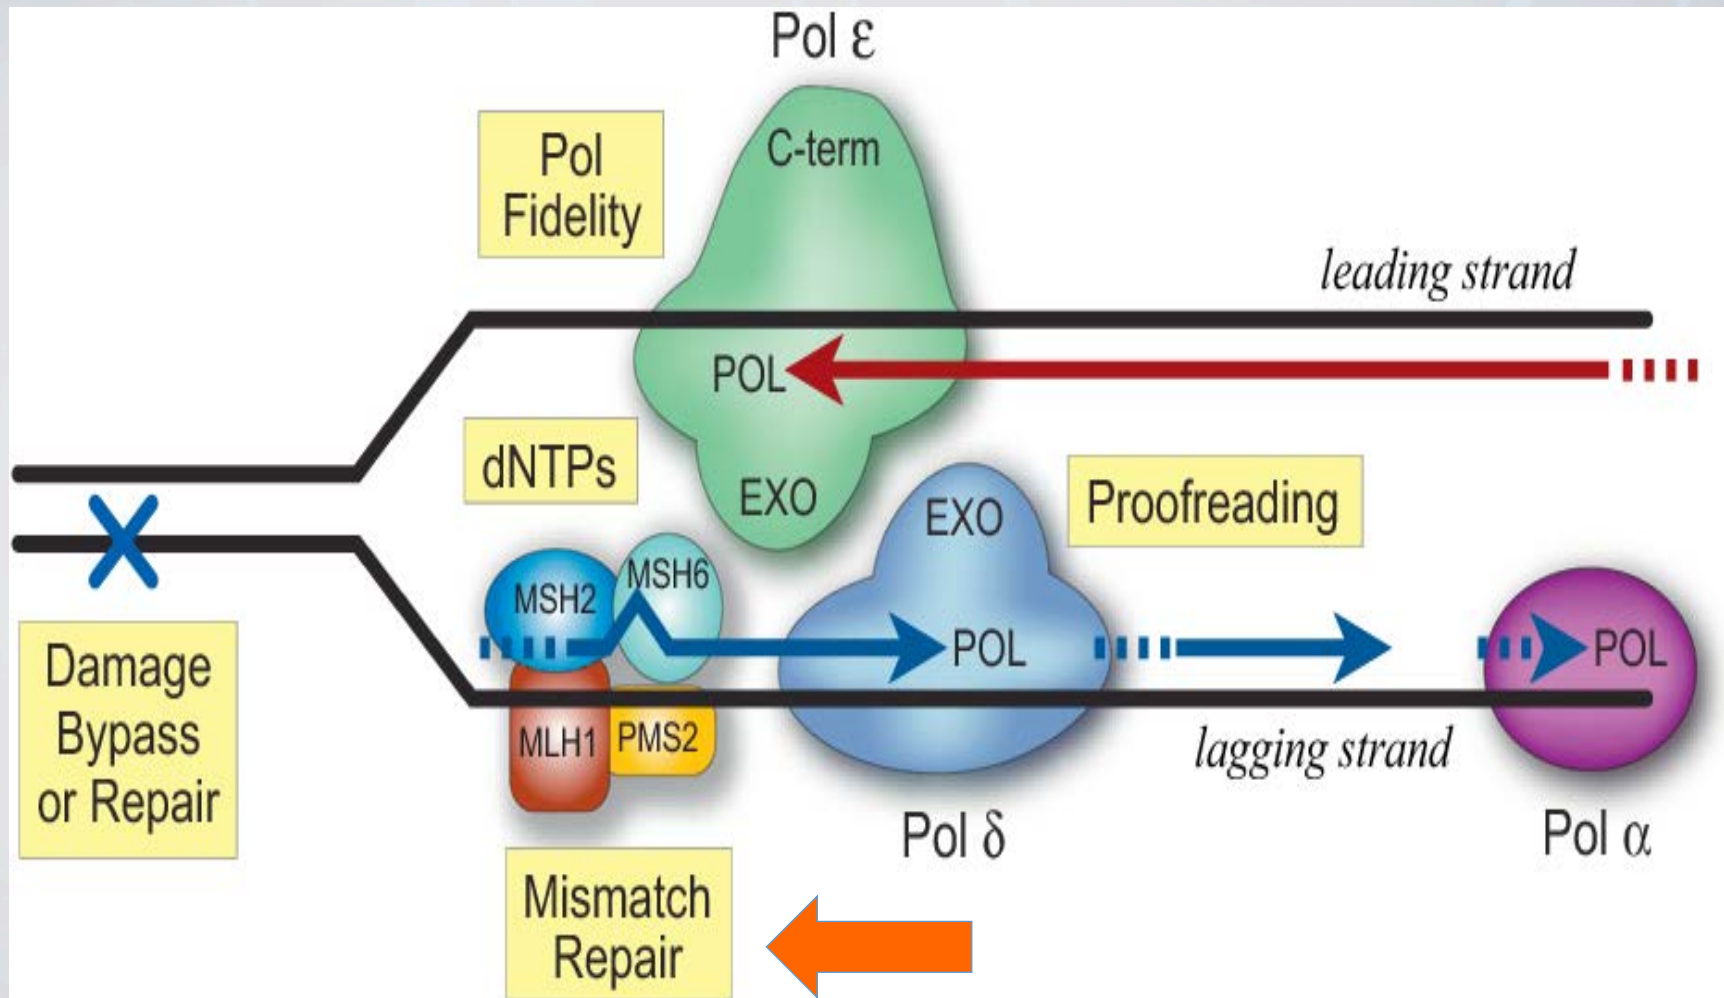 Pol ε
C-term
Pol
Fidelity
leading strand
POL
dNTPs
EXO
EXO
Proofreading
MSH2
MSH6
POL
POL
Damage
Bypass
or Repair
MLH1
PMS2
lagging strand
Pol δ
Pol α
Mismatch
Repair